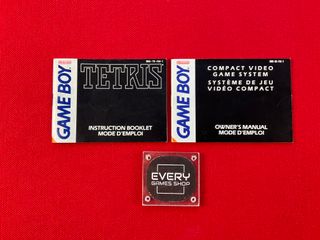 GAME BOY
TETRIS
INSTRUCTION BOOKLET
MODE D'EMPLOI
GAME BOY
COMPACT VIDEO
GAME SYSTEM
SYSTÈME DE JEU
VIDÉO COMPACT
OWNER'S MANUAL
MODE D'EMPLOI
EVERY
GAMES SHOP